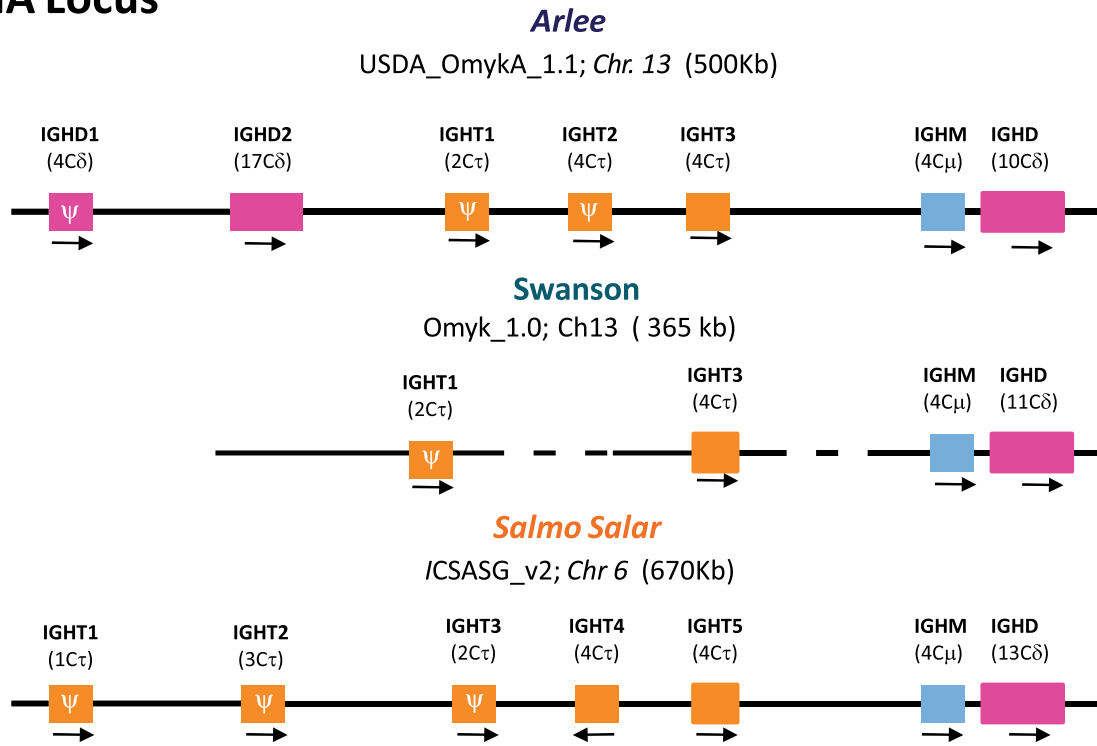 Locus
Arlee
USDA_OmykA_1.1; Chr. 13 (500Kb)
IGHD1 IGHD2 IGHT1 IGHT2 IGHT3 IGHM IGHD
(4Cδ) (17Cδ) (2Cτ) (4Cτ) (4Cτ) (4Cμ) (10Cδ)
ψ ψ ψ
Swanson
Omyk_1.0; Ch13 ( 365 kb)
IGHT1 IGHT3 IGHM IGHD
(2Cτ) (4Cτ) (4Cμ) (11Cδ)
ψ
Salmo Salar
ICSASG_v2; Chr 6 (670Kb)
IGHT1 IGHT2 IGHT3 IGHT4 IGHT5 IGHM IGHD
(1Cτ) (3Cτ) (2Cτ) (4Cτ) (4Cτ) (4Cμ) (13Cδ)
ψ ψ ψ